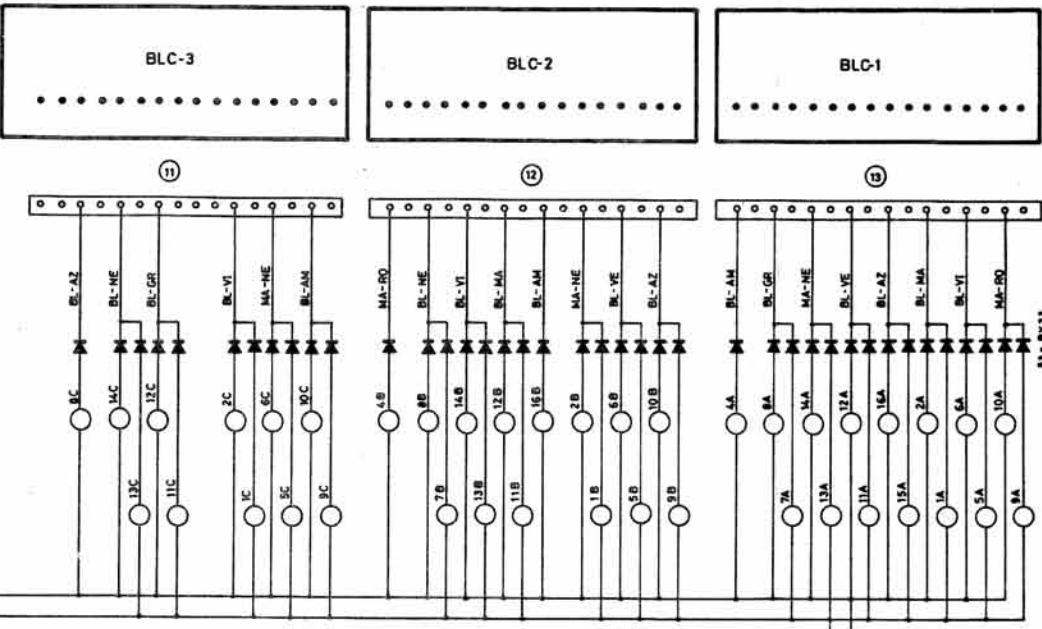 BLC-3
BLC-2
BLC-1
11
12
13
BL-AZ
BL-NE
BL-GR
BL-VI
MA-NE
BL-AM
MA-RO
BL-NE
BL-VI
BL-MA
BL-AM
MA-NE
BL-VE
BL-AZ
BL-AM
BL-GR
MA-NE
BL-VE
BL-AZ
BL-MA
BL-VI
MA-RO
14C
12C
2C
6C
10C
4B
8B
14B
12B
16B
2B
6B
10B
4A
8A
14A
12A
16A
2A
6A
10A
13C
11C
1C
5C
9C
7B
13B
11B
1B
5B
9B
7A
13A
11A
15A
1A
5A
9A